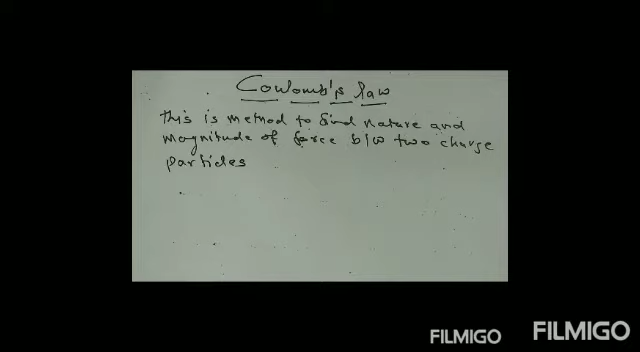 Coulomb's law
This is method to find nature and
magnitude of force b/w two charge
particles
FILMIGO
FILMIGO